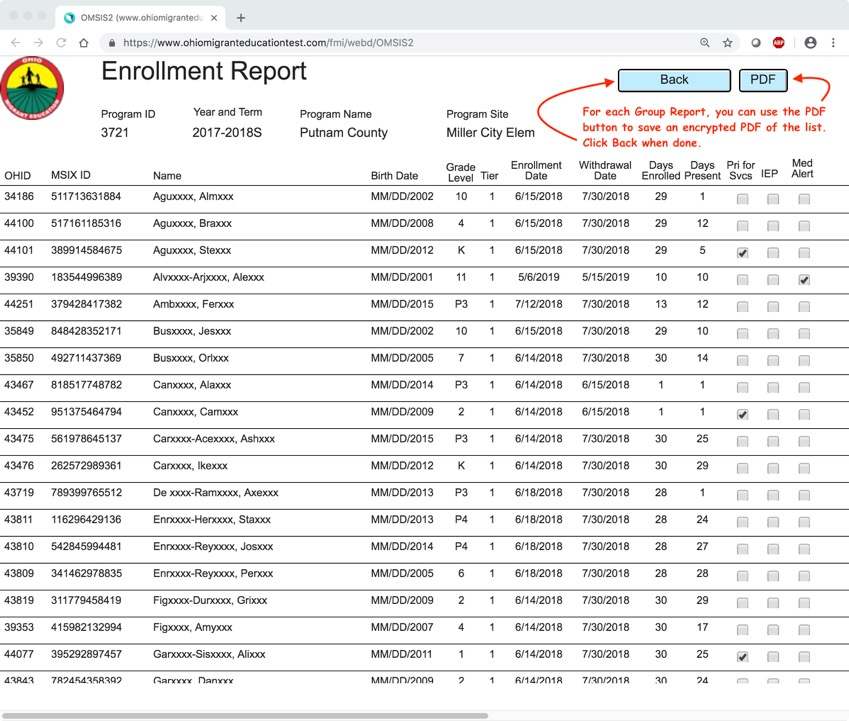 OMSIS2 (www.ohiomigrantedu
https://www.ohiomigranteducationtest.com/fmi/webd/OMSIS2
ABP
OHIO
MIGRANT EDUCATION
Enrollment Report
Back
PDF
For each Group Report, you can use the PDF
button to save an encrypted PDF of the list.
Click Back when done.
Program ID Year and Term Program Name Program Site
3721 2017-2018S Putnam County Miller City Elem
OHID MSIX ID Name Birth Date Grade Level Tier Enrollment Date Withdrawal Date Days Enrolled Days Present Pri for Svcs IEP Med Alert
34186 511713631884 Aguxxxx, Almxxx MM/DD/2002 10 1 6/15/2018 7/30/2018 29 1
44100 517161185316 Aguxxxx, Braxxx MM/DD/2008 4 1 6/15/2018 7/30/2018 29 12
44101 389914584675 Aguxxxx, Stexxx MM/DD/2012 K 1 6/15/2018 7/30/2018 29 5
39390 183544996389 Alvxxxx-Arjxxxx, Alexxx MM/DD/2001 11 1 5/6/2019 5/15/2019 10 10
44251 379428417382 Ambxxxx, Ferxxx MM/DD/2015 P3 1 7/12/2018 7/30/2018 13 12
35849 848428352171 Busxxxx, Jesxxx MM/DD/2002 10 1 6/15/2018 7/30/2018 29 10
35850 492711437369 Busxxxx, Orlxxx MM/DD/2005 7 1 6/14/2018 7/30/2018 30 14
43467 818517748782 Canxxxx, Alaxxx MM/DD/2014 P3 1 6/14/2018 6/15/2018 1 1
43452 951375464794 Canxxxx, Camxxx MM/DD/2009 2 1 6/14/2018 6/15/2018 1 1
43475 561978645137 Carxxxx-Acexxxx, Ashxxx MM/DD/2015 P3 1 6/14/2018 7/30/2018 30 25
43476 262572989361 Carxxxx, Ikexxx MM/DD/2012 K 1 6/14/2018 7/30/2018 30 29
43719 789399765512 De xxxx-Ramxxxx, Axexxx MM/DD/2013 P3 1 6/18/2018 7/30/2018 28 1
43811 116296429136 Enrxxxx-Herxxxx, Staxxx MM/DD/2013 P4 1 6/18/2018 7/30/2018 28 24
43810 542845994481 Enrxxxx-Reyxxxx, Josxxx MM/DD/2014 P4 1 6/18/2018 7/30/2018 28 27
43809 341462978835 Enrxxxx-Reyxxxx, Perxxx MM/DD/2005 6 1 6/18/2018 7/30/2018 28 28
43819 311779458419 Figxxxx-Durxxxx, Grixxx MM/DD/2009 2 1 6/14/2018 7/30/2018 30 29
39353 415982132994 Figxxxx, Amyxxx MM/DD/2007 4 1 6/14/2018 7/30/2018 30 17
44077 395292897457 Garxxxx-Sisxxxx, Alixxx MM/DD/2011 1 1 6/14/2018 7/30/2018 30 25
43843 782454358392 Garxxxx, Danxxx MM/DD/2009 2 1 6/14/2018 7/30/2018 30 24